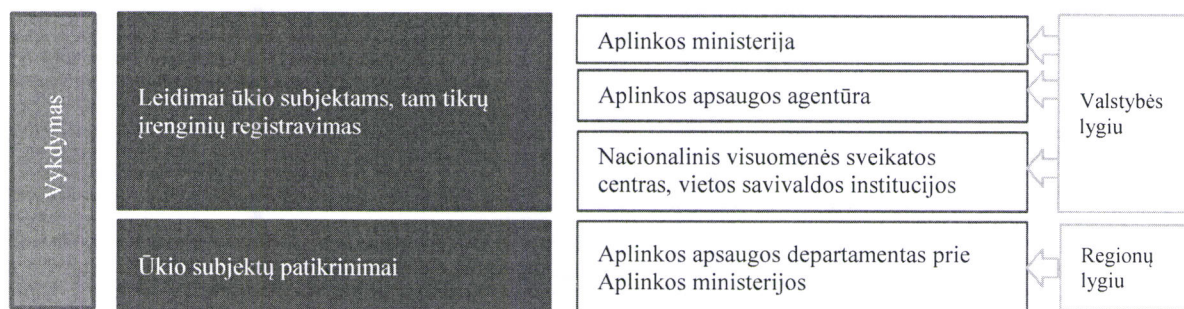 Vykdymas
Leidimai ūkio subjektams, tam tikrų
įrenginių registravimas
Aplinkos ministerija
Aplinkos apsaugos agentūra
Nacionalinis visuomenės sveikatos
centras, vietos savivaldos institucijos
Valstybės
lygiu
Ūkio subjektų patikrinimai
Aplinkos apsaugos departamentas prie
Aplinkos ministerijos
Regionų
lygiu